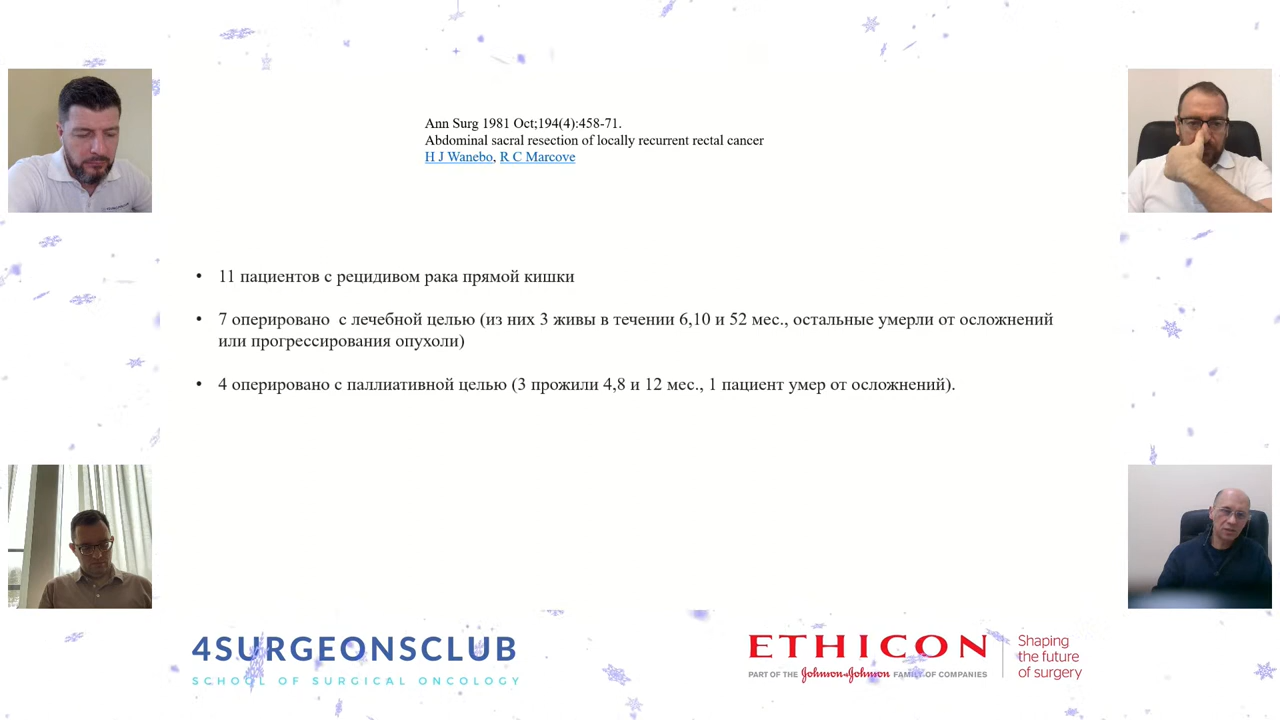 Ann Surg 1981 Oct;194(4):458-71.
Abdominal sacral resection of locally recurrent rectal cancer
H J Wanebo, R C Marcove
• 11 пациентов с рецидивом рака прямой кишки
• 7 оперировано с лечебной целью (из них 3 живы в течении 6,10 и 52 мес., остальные умерли от осложнений
или прогрессирования опухоли)
• 4 оперировано с паллиативной целью (3 прожили 4,8 и 12 мес., 1 пациент умер от осложнений).
4SURGEONSCLUB
SCHOOL OF SURGICAL ONCOLOGY
ETHICON
PART OF THE Johnson&Johnson FAMILY OF COMPANIES
Shaping
the future
of surgery